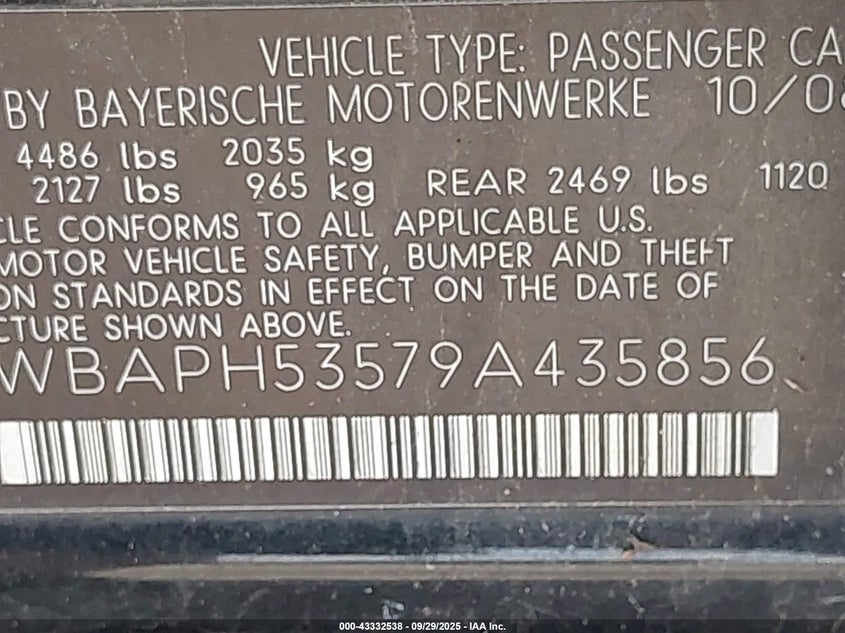 VEHICLE TYPE: PASSENGER CA
BY BAYERISCHE MOTORENWERKE 10/08
4486 lbs 2035 kg
2127 lbs 965 kg REAR 2469 lbs 1120
CLE CONFORMS TO ALL APPLICABLE U.S.
MOTOR VEHICLE SAFETY, BUMPER AND THEFT
ON STANDARDS IN EFFECT ON THE DATE OF
CTURE SHOWN ABOVE.
WBAPH53579A435856
000-43332538 - 09/29/2025 - IAA Inc.